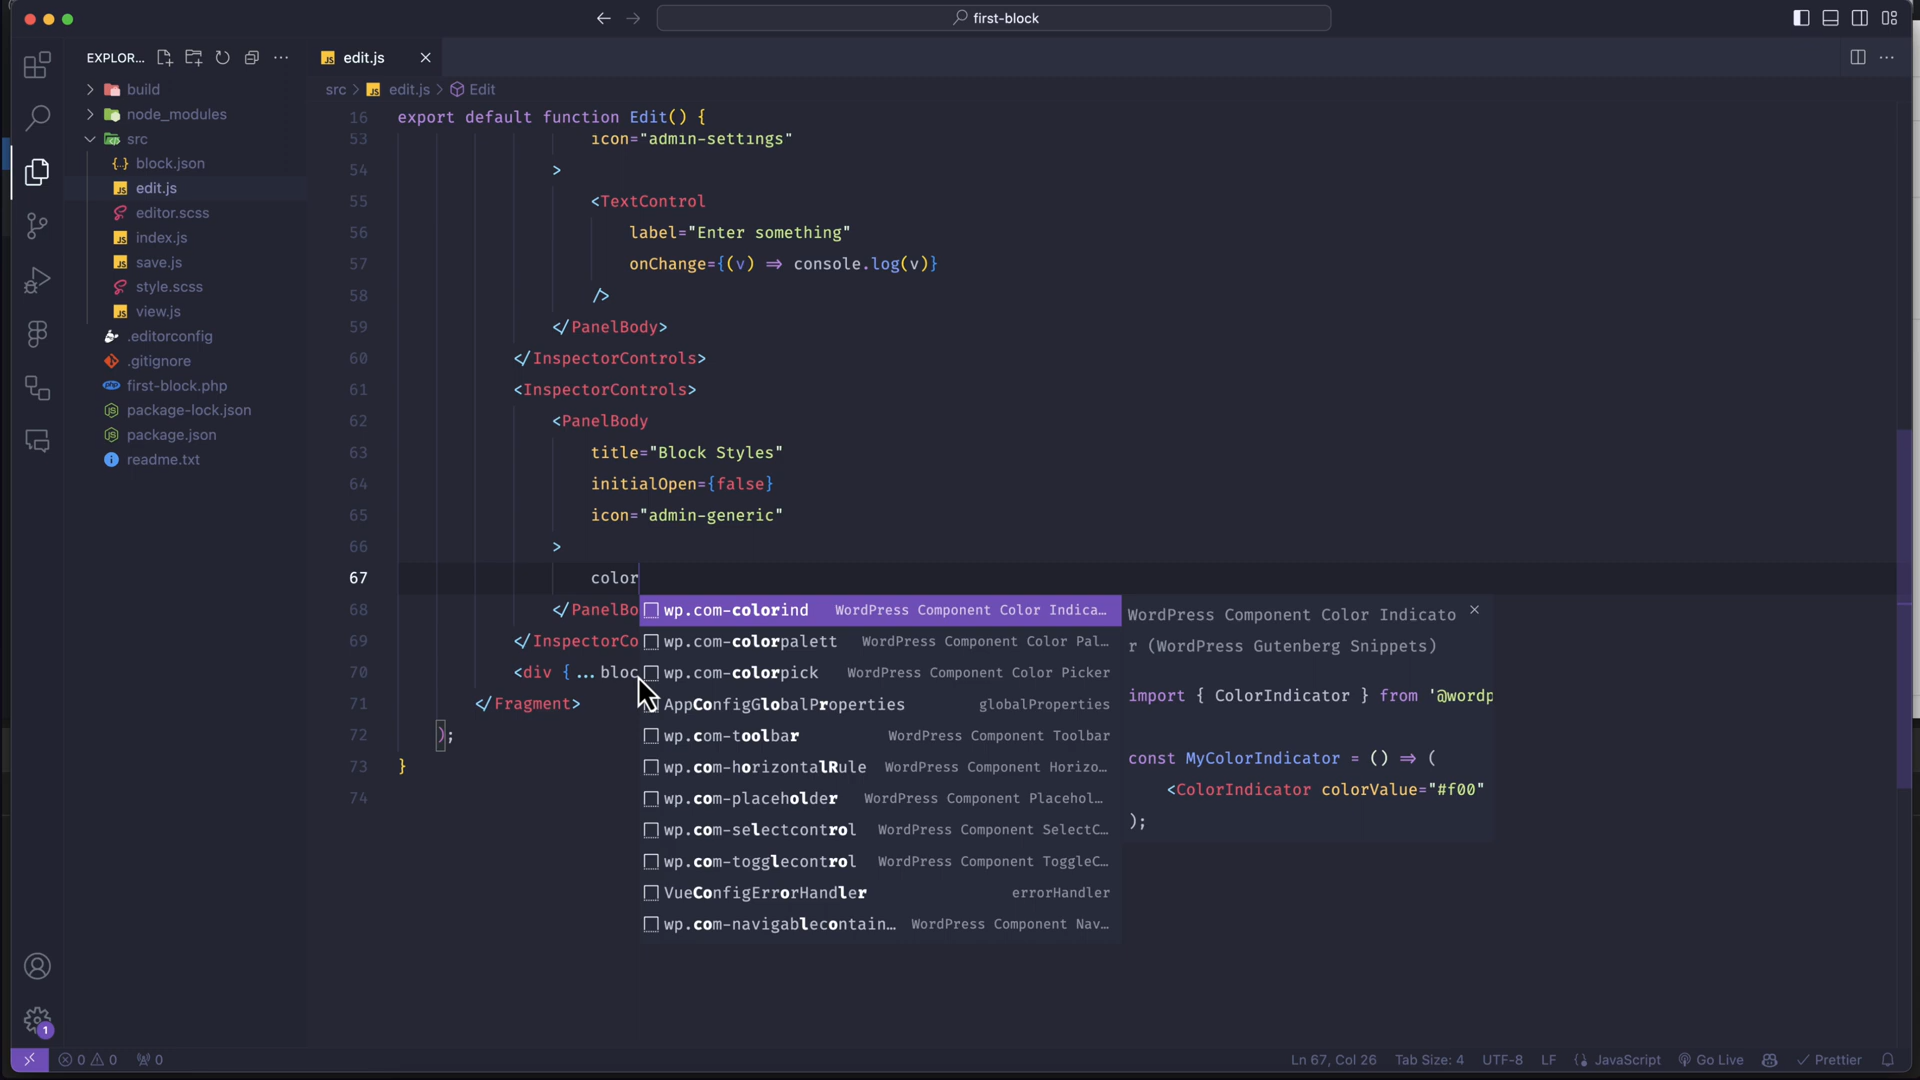 first-block
EXPLOR...
edit.js
build
node_modules
src
block.json
edit.js
editor.scss
index.js
save.js
style.scss
view.js
.editorconfig
.gitignore
first-block.php
package-lock.json
package.json
readme.txt
src > edit.js > Edit
16 export default function Edit() {
53 icon="admin-settings"
54 >
55 <TextControl
56 label="Enter something"
57 onChange={(v) ⇒ console.log(v)}
58 />
59 </PanelBody>
60 </InspectorControls>
61 <InspectorControls>
62 <PanelBody
63 title="Block Styles"
64 initialOpen={false}
65 icon="admin-generic"
66 >
67 color
68 </PanelBo
69 </InspectorCo
70 <div {...bloc
71 </Fragment>
72 );
73 }
74
wp.com-colorind WordPress Component Color Indica…
wp.com-colorpalett WordPress Component Color Pal…
wp.com-colorpick WordPress Component Color Picker
AppConfigGlobalProperties globalProperties
wp.com-toolbar WordPress Component Toolbar
wp.com-horizontalRule WordPress Component Horizo…
wp.com-placeholder WordPress Component Placehol…
wp.com-selectcontrol WordPress Component SelectC…
wp.com-togglecontrol WordPress Component ToggleC…
VueConfigErrorHandler errorHandler
wp.com-navigablecontain… WordPress Component Nav…
WordPress Component Color Indicato
r (WordPress Gutenberg Snippets)
import { ColorIndicator } from '@wordp
const MyColorIndicator = () ⇒ (
<ColorIndicator colorValue="#f00"
);
1
0 0 0
Ln 67, Col 26 Tab Size: 4 UTF-8 LF JavaScript Go Live Prettier